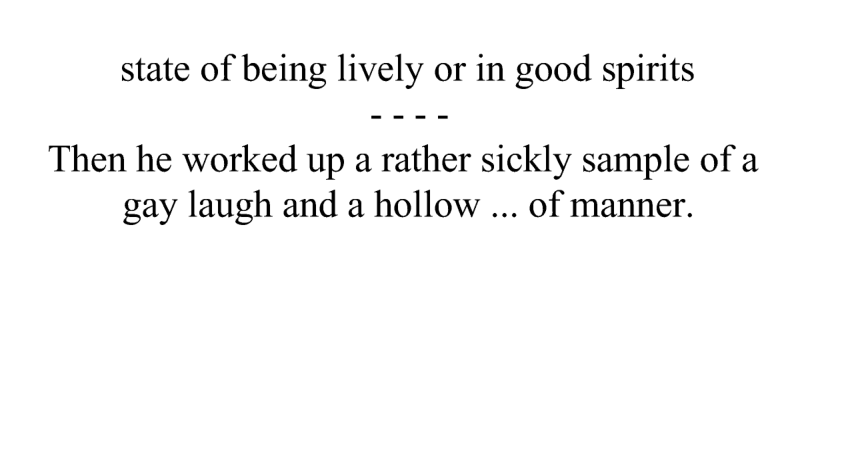 state of being lively or in good spirits
- - - -
Then he worked up a rather sickly sample of a
gay laugh and a hollow ... of manner.